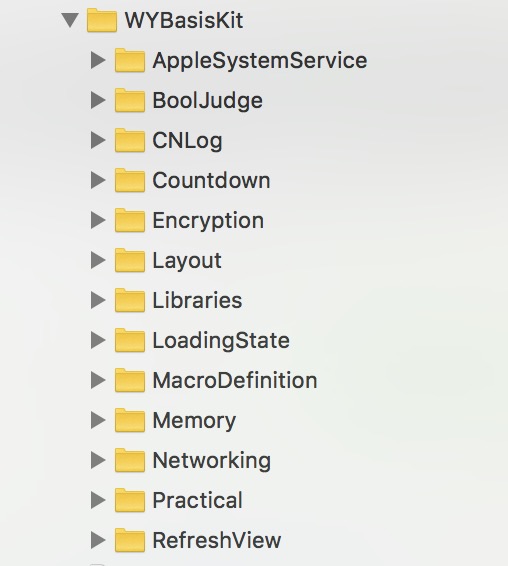 WYBasisKit
AppleSystemService
BoolJudge
CNLog
Countdown
Encryption
Layout
Libraries
LoadingState
MacroDefinition
Memory
Networking
Practical
RefreshView